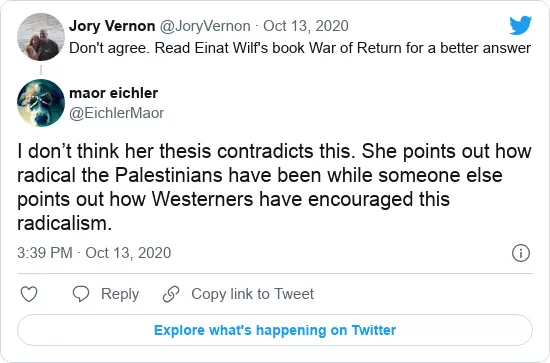 Jory Vernon @JoryVernon · Oct 13, 2020
Don't agree. Read Einat Wilf's book War of Return for a better answer
maor eichler
@EichlerMaor
I don’t think her thesis contradicts this. She points out how
radical the Palestinians have been while someone else
points out how Westerners have encouraged this
radicalism.
3:39 PM · Oct 13, 2020
Reply
Copy link to Tweet
Explore what's happening on Twitter